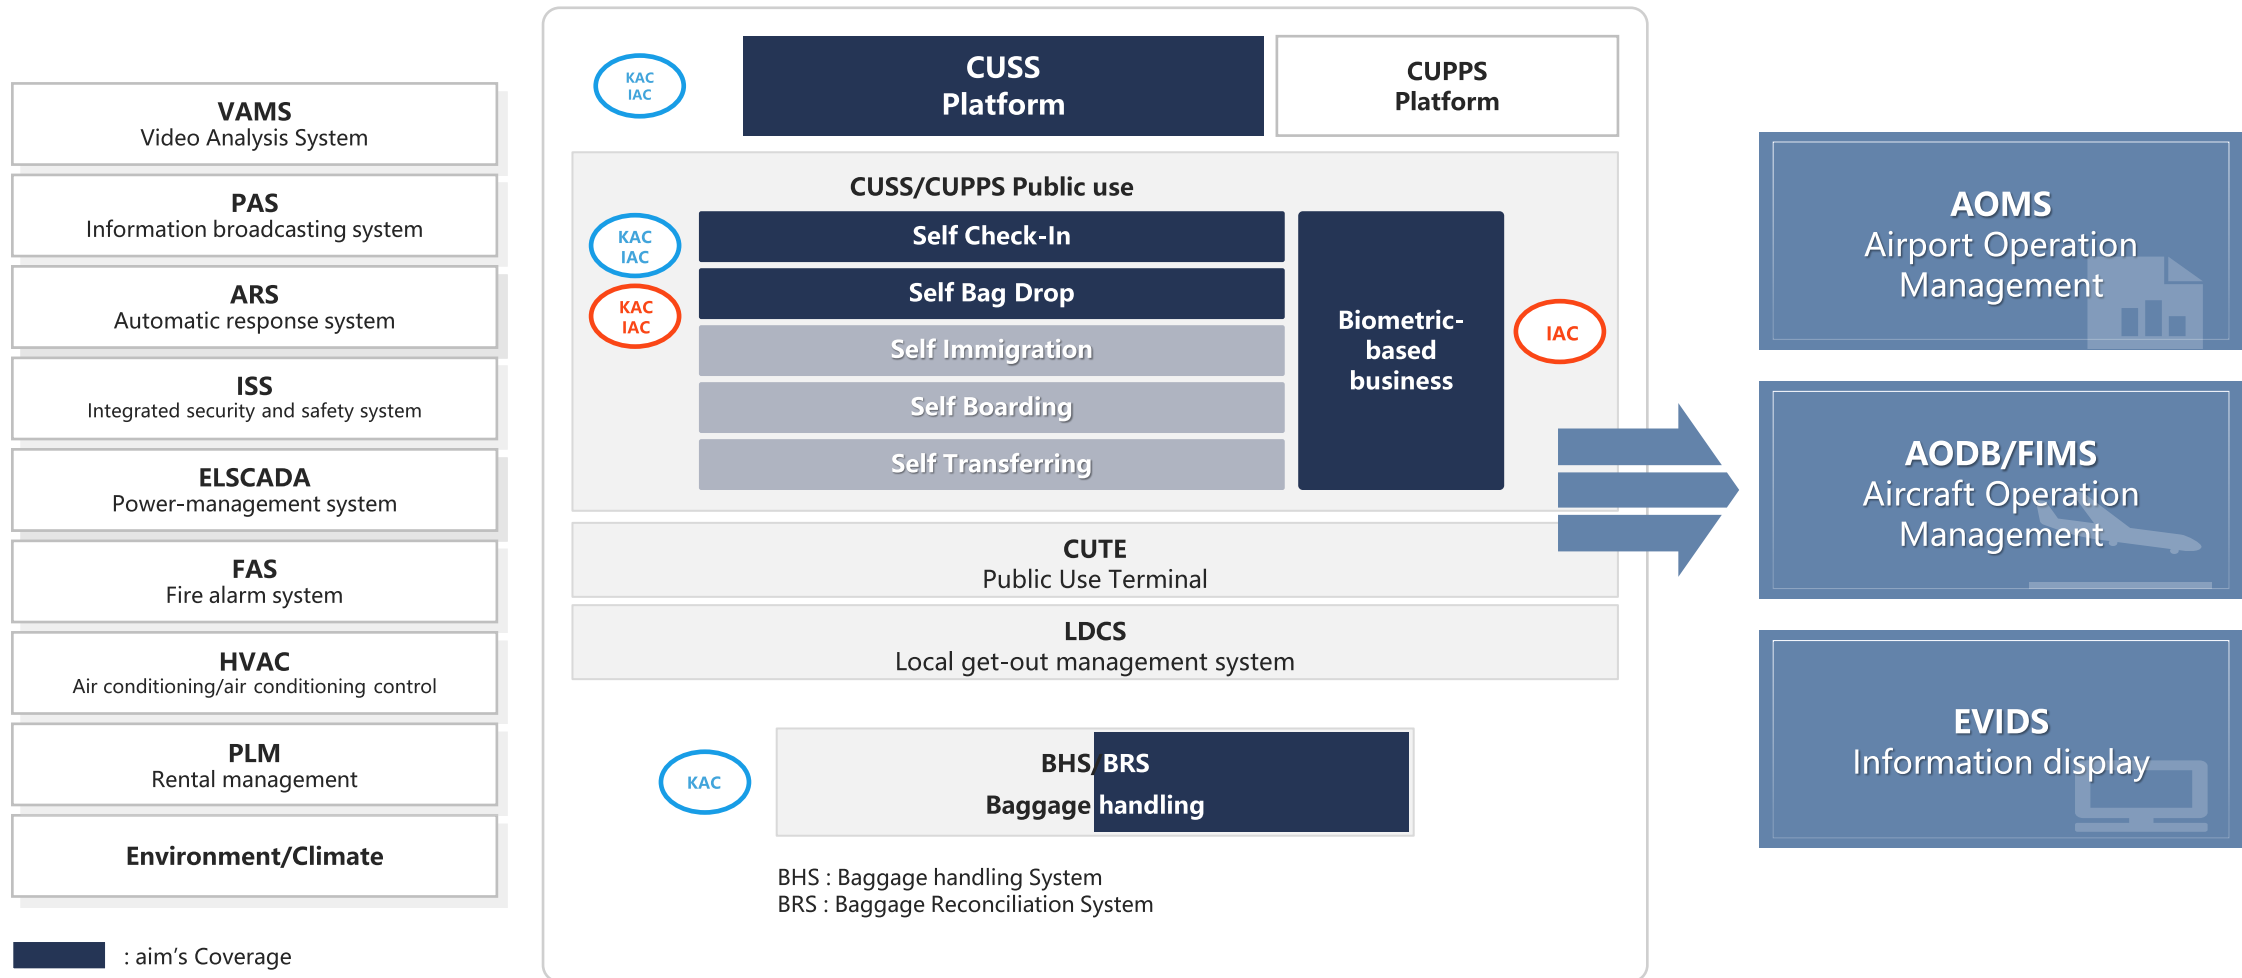 VAMS
Video Analysis System
PAS
Information broadcasting system
ARS
Automatic response system
ISS
Integrated security and safety system
ELSCADA
Power-management system
FAS
Fire alarm system
HVAC
Air conditioning/air conditioning control
PLM
Rental management
Environment/Climate
: aim's Coverage
KAC
IAC
CUSS
Platform
CUPPS
Platform
CUSS/CUPPS Public use
KAC
IAC
KAC
IAC
Self Check-In
Self Bag Drop
Self Immigration
Self Boarding
Self Transferring
Biometric-
based
business
IAC
CUTE
Public Use Terminal
LDCS
Local get-out management system
KAC
BHS/BRS
Baggage handling
BHS : Baggage handling System
BRS : Baggage Reconciliation System
AOMS
Airport Operation
Management
AODB/FIMS
Aircraft Operation
Management
EVIDS
Information display